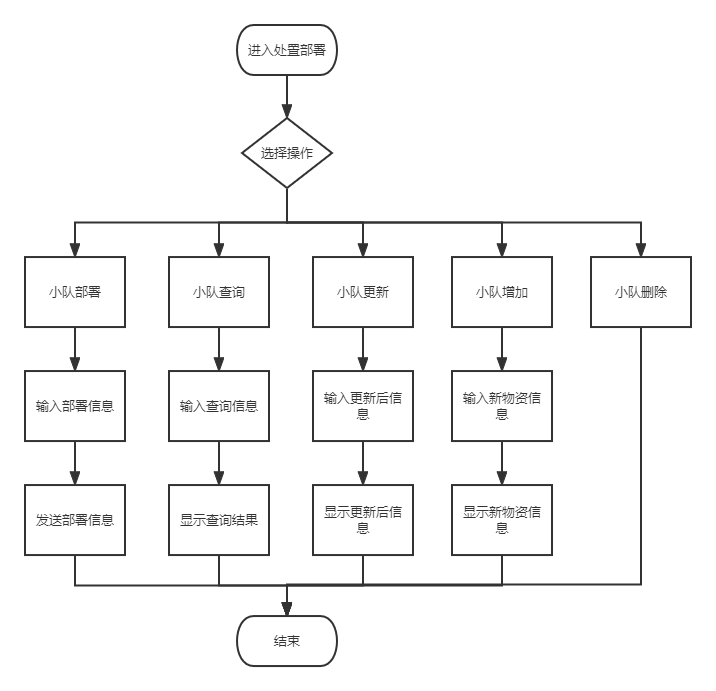 进入处置部署
选择操作
小队部署
小队查询
小队更新
小队增加
小队删除
输入部署信息
输入查询信息
输入更新后信
息
输入新物资信
息
发送部署信息
显示查询结果
显示更新后信
息
显示新物资信
息
结束